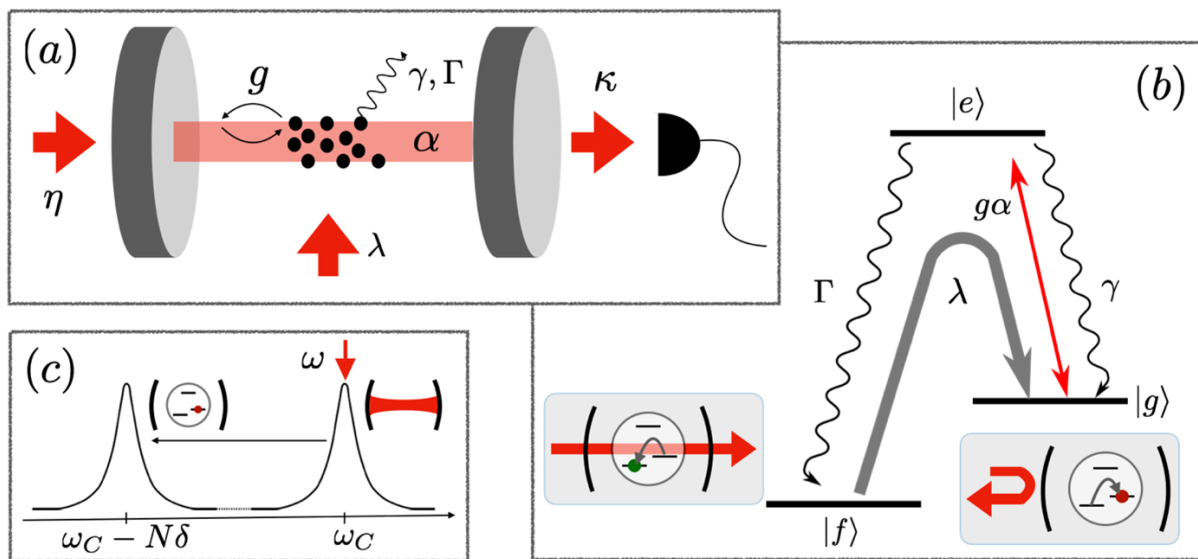 (a)
g
γ, Γ
κ
α
η
λ
(b)
|e⟩
gα
Γ
λ
γ
|g⟩
|f⟩
(c)
ω
ω_C − Nδ
ω_C